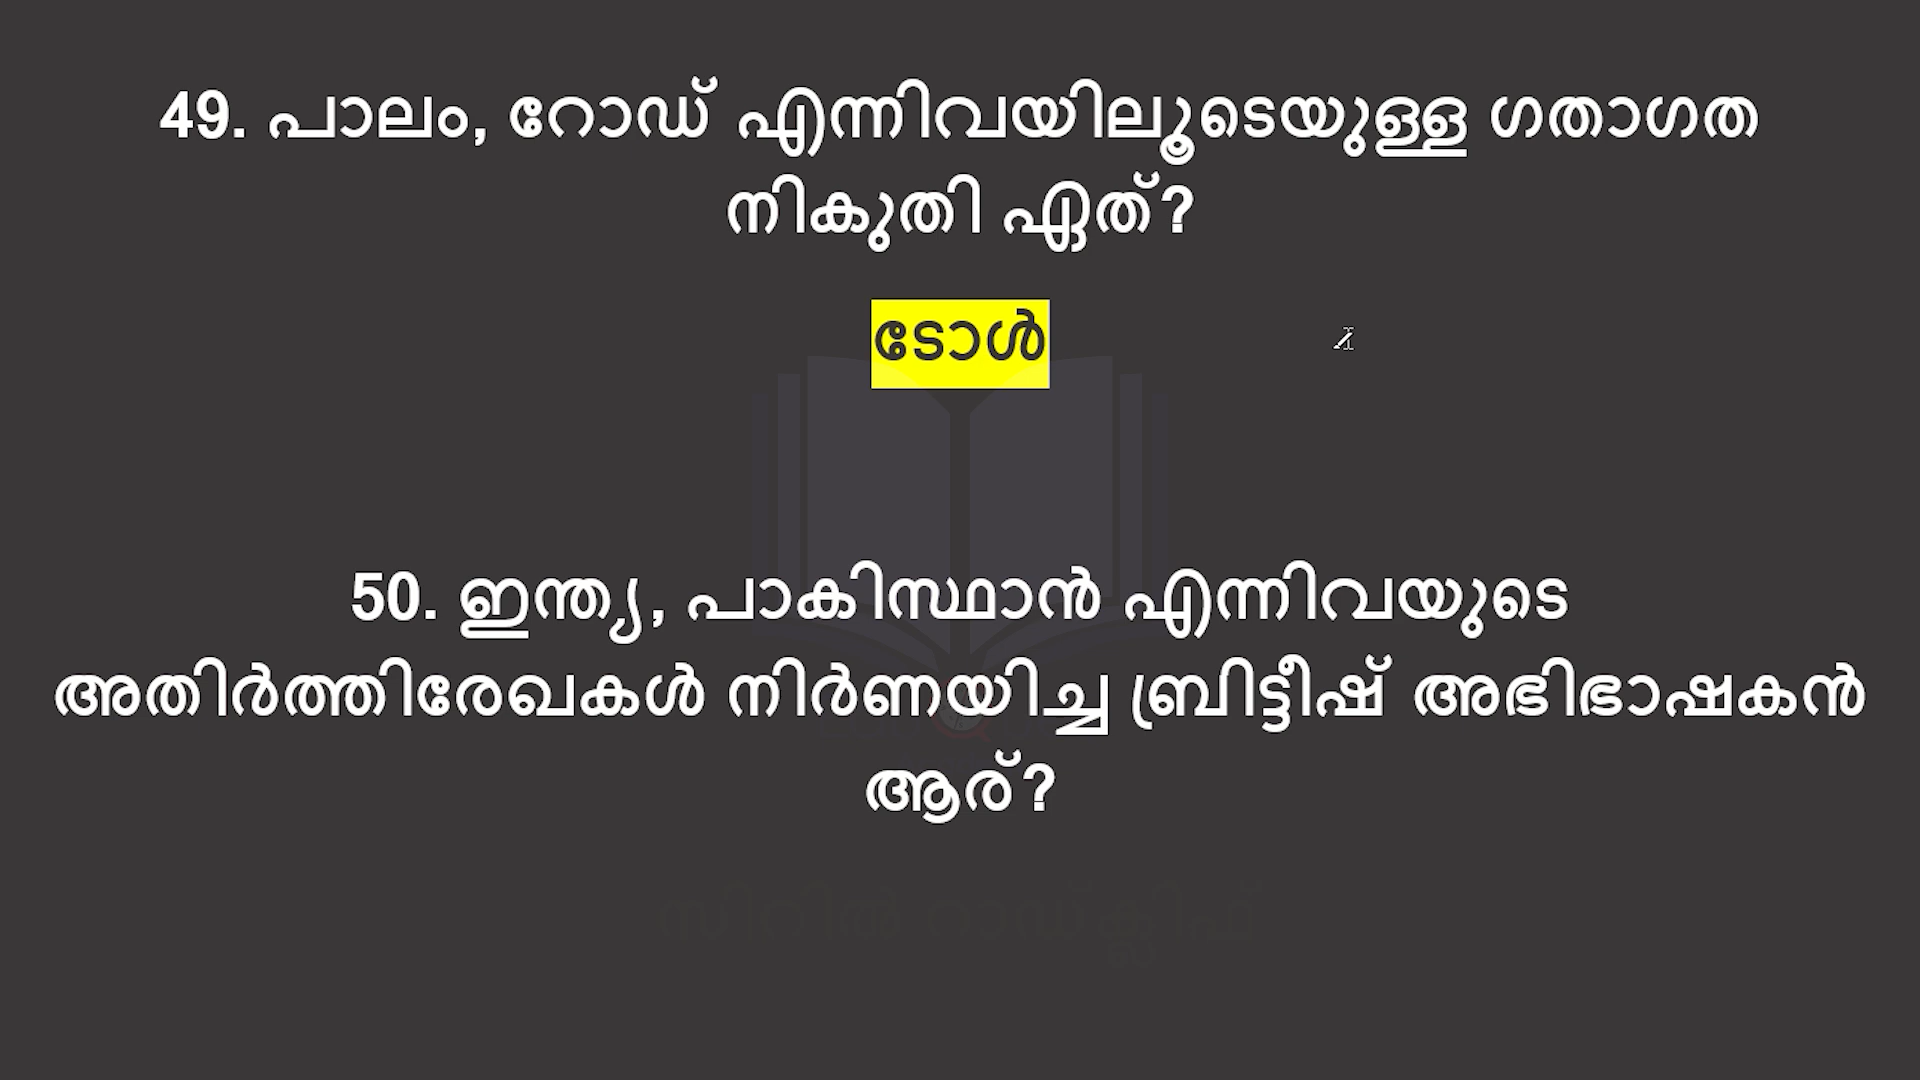 49. പാലം, റോഡ് എന്നിവയിലൂടെയുള്ള ഗതാഗത
നികുതി ഏത്?
ടോൾ
50. ഇന്ത്യ, പാകിസ്ഥാൻ എന്നിവയുടെ
അതിർത്തിരേഖകൾ നിർണയിച്ച ബ്രിട്ടീഷ് അഭിഭാഷകൻ
ആര്?
സിറിൽ റാഡ്ക്ലിഫ്